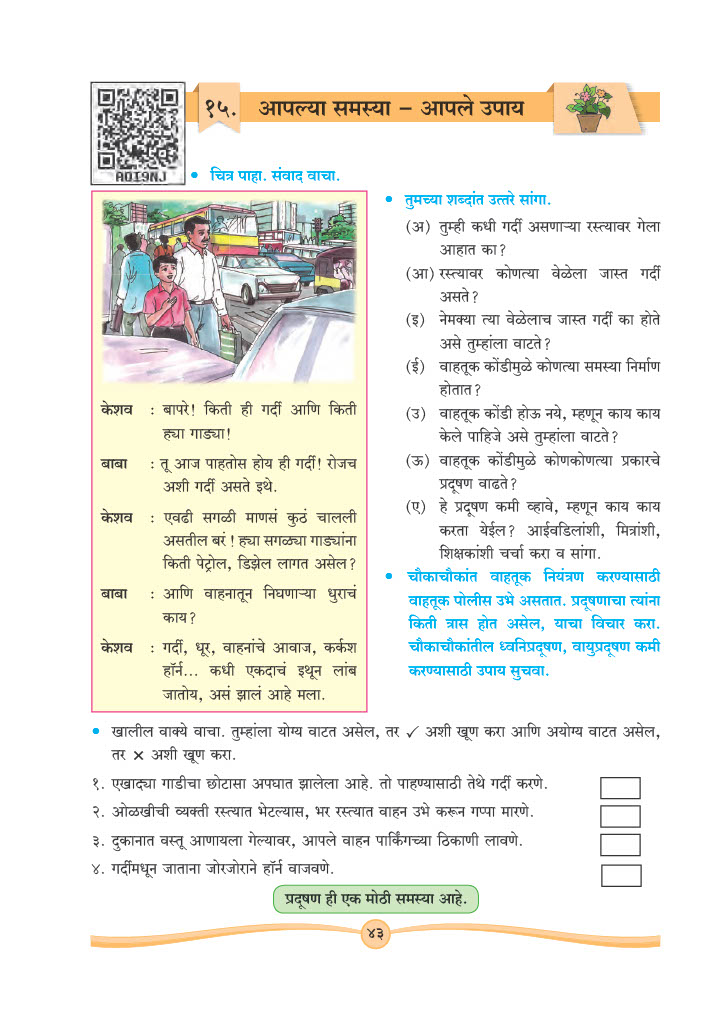 १५. आपल्या समस्या – आपले उपाय
AOI9NJ
• चित्र पाहा. संवाद वाचा.
केशव : बापरे! किती ही गर्दी आणि किती
ह्या गाड्या!
बाबा : तू आज पाहतोस होय ही गर्दी! रोजच
अशी गर्दी असते इथे.
केशव : एवढी सगळी माणसं कुठं चालली
असतील बरं ! ह्या सगळ्या गाड्यांना
किती पेट्रोल, डिझेल लागत असेल?
बाबा : आणि वाहनातून निघणाऱ्या धुराचं
काय?
केशव : गर्दी, धूर, वाहनांचे आवाज, कर्कश
हॉर्न... कधी एकदाचं इथून लांब
जातोय, असं झालं आहे मला.
• तुमच्या शब्दांत उत्तरे सांगा.
(अ) तुम्ही कधी गर्दी असणाऱ्या रस्त्यावर गेला
आहात का?
(आ) रस्त्यावर कोणत्या वेळेला जास्त गर्दी
असते?
(इ) नेमक्या त्या वेळेलाच जास्त गर्दी का होते
असे तुम्हांला वाटते?
(ई) वाहतूक कोंडीमुळे कोणत्या समस्या निर्माण
होतात?
(उ) वाहतूक कोंडी होऊ नये, म्हणून काय काय
केले पाहिजे असे तुम्हांला वाटते?
(ऊ) वाहतूक कोंडीमुळे कोणकोणत्या प्रकारचे
प्रदूषण वाढते?
(ए) हे प्रदूषण कमी व्हावे, म्हणून काय काय
करता येईल? आईवडिलांशी, मित्रांशी,
शिक्षकांशी चर्चा करा व सांगा.
• चौकाचौकांत वाहतूक नियंत्रण करण्यासाठी
वाहतूक पोलीस उभे असतात. प्रदूषणाचा त्यांना
किती त्रास होत असेल, याचा विचार करा.
चौकाचौकांतील ध्वनिप्रदूषण, वायुप्रदूषण कमी
करण्यासाठी उपाय सुचवा.
• खालील वाक्ये वाचा. तुम्हांला योग्य वाटत असेल, तर ✓ अशी खूण करा आणि अयोग्य वाटत असेल,
तर × अशी खूण करा.
१. एखाद्या गाडीचा छोटासा अपघात झालेला आहे. तो पाहण्यासाठी तेथे गर्दी करणे.
२. ओळखीची व्यक्ती रस्त्यात भेटल्यास, भर रस्त्यात वाहन उभे करून गप्पा मारणे.
३. दुकानात वस्तू आणायला गेल्यावर, आपले वाहन पार्किंगच्या ठिकाणी लावणे.
४. गर्दीमधून जाताना जोरजोराने हॉर्न वाजवणे.
प्रदूषण ही एक मोठी समस्या आहे.
४३